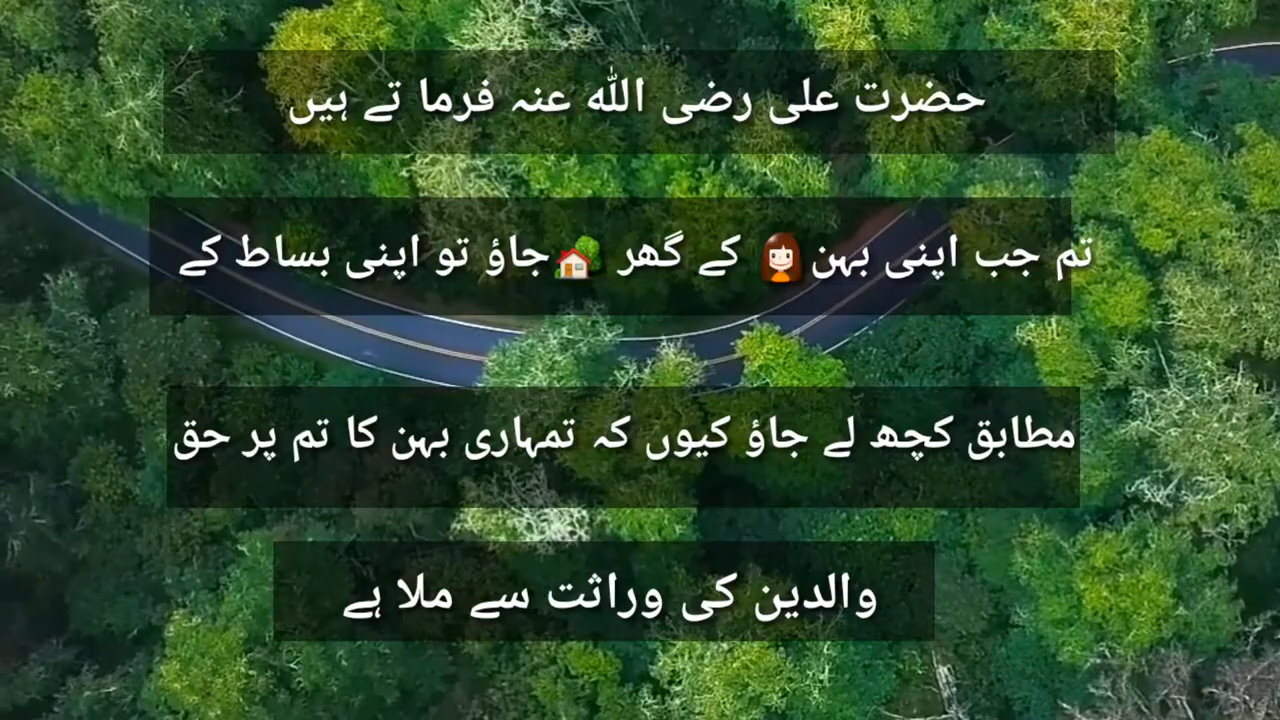 حضرت علی رضی اللہ عنہ فرما تے ہیں
تم جب اپنی بہن👩🏻 کے گھر 🏡جاؤ تو اپنی بساط کے
مطابق کچھ لے جاؤ کیوں کہ تمہاری بہن کا تم پر حق
والدین کی وراثت سے ملا ہے